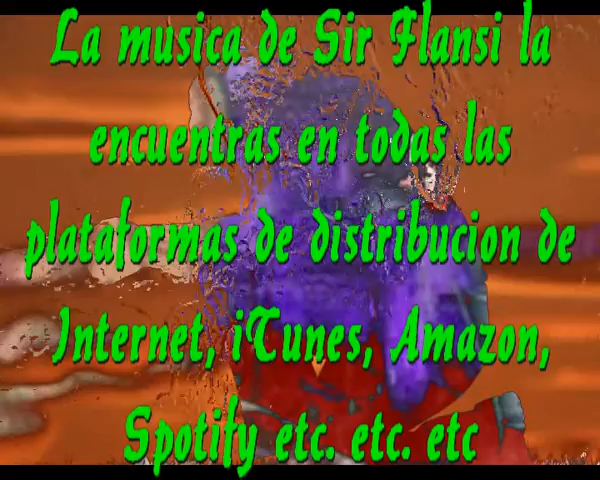 La musica de Sir Flansi la
encuentras en todas las
plataformas de distribucion de
Internet, iTunes, Amazon,
Spotify etc. etc. etc